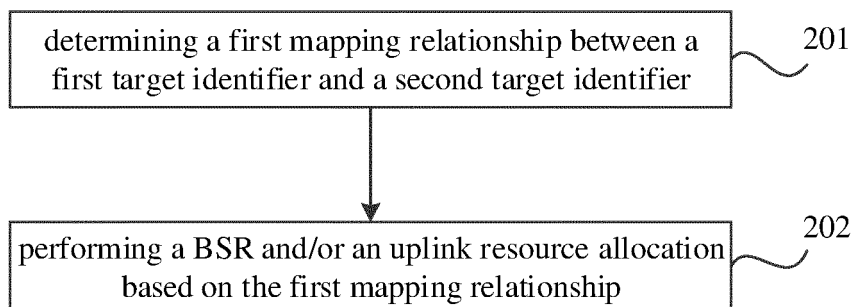 determining a first mapping relationship between a
first target identifier and a second target identifier
201
performing a BSR and/or an uplink resource allocation
based on the first mapping relationship
202